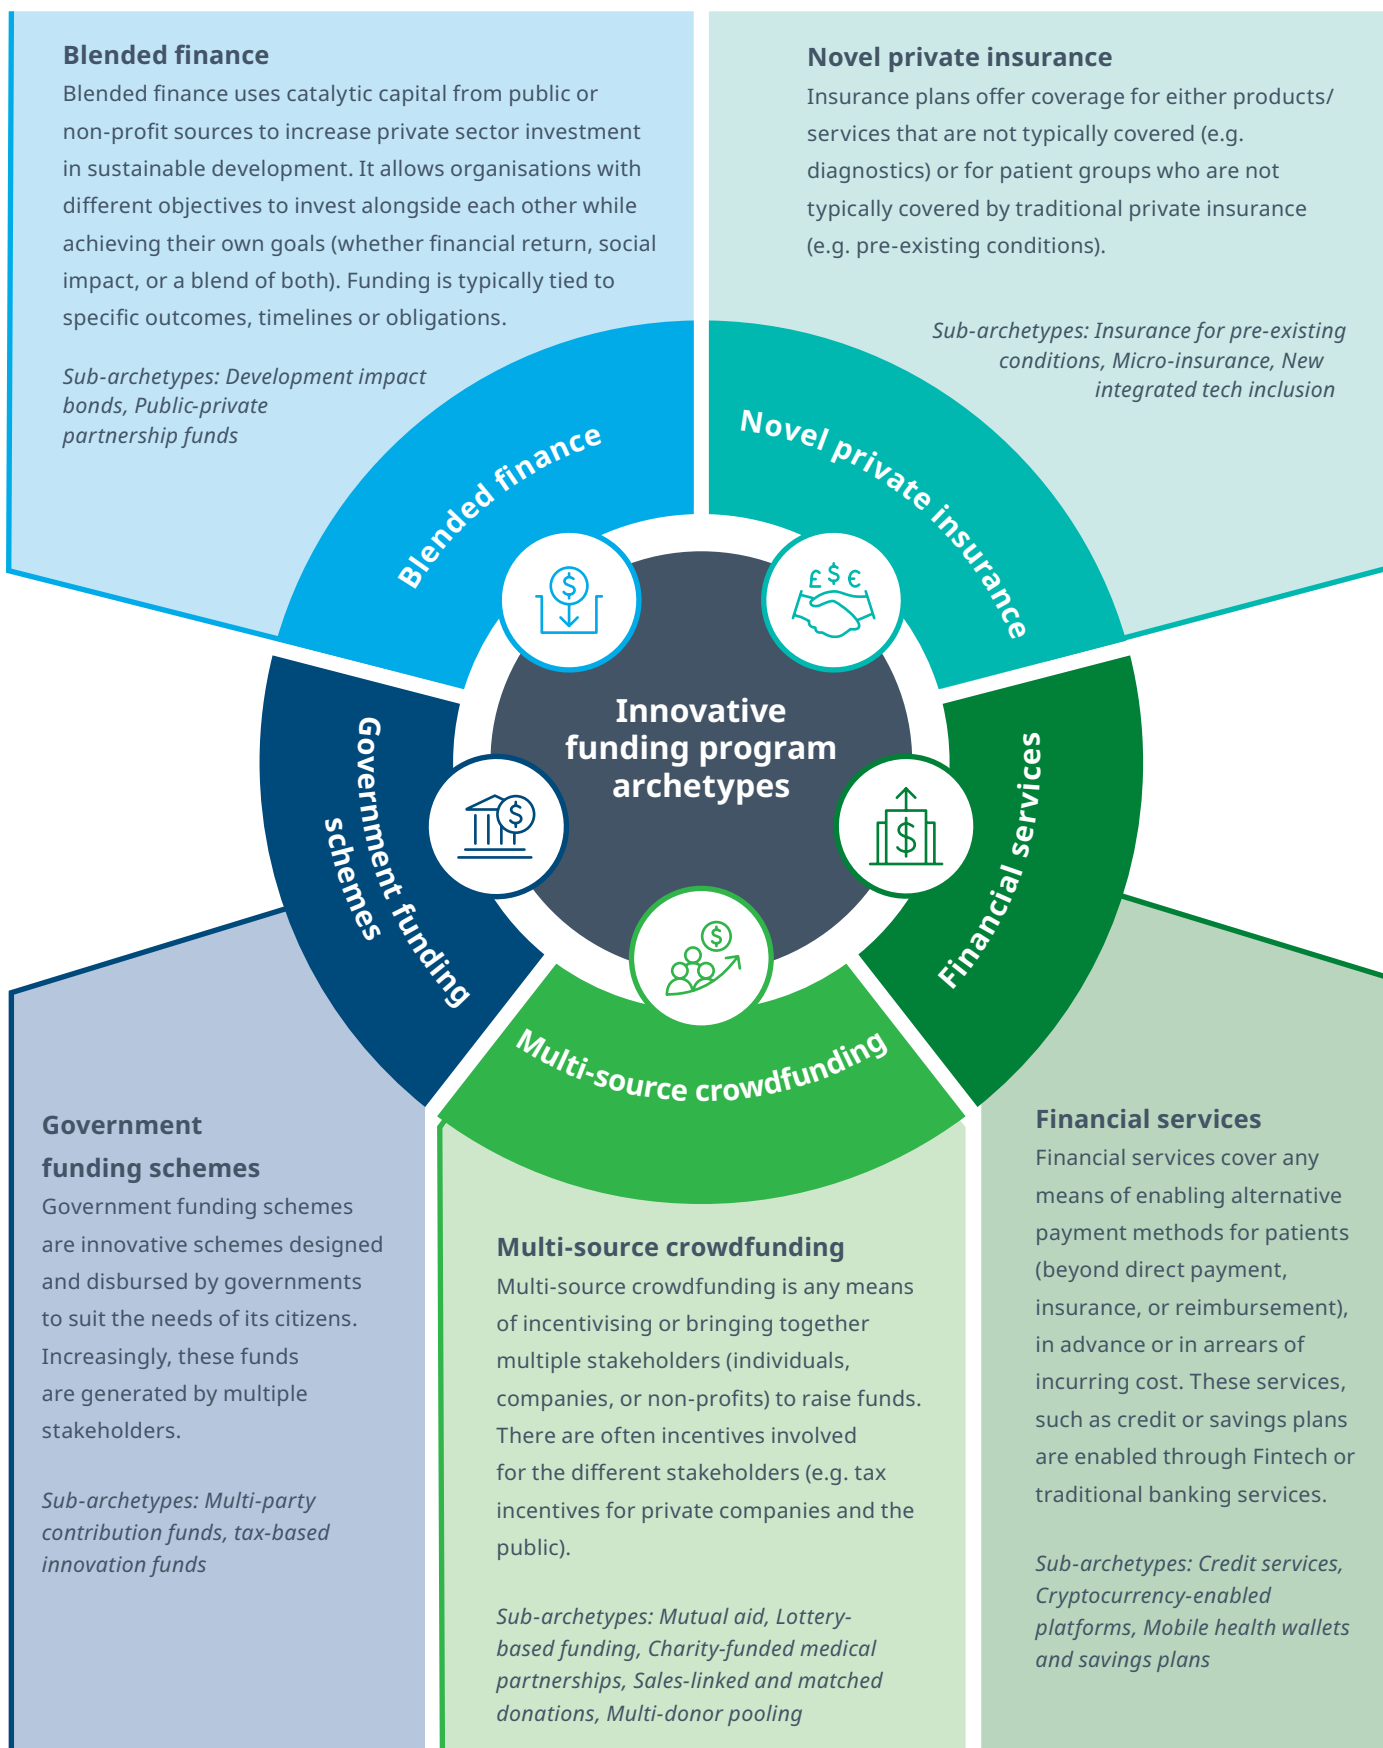 Blended finance
Blended finance uses catalytic capital from public or
non-profit sources to increase private sector investment
in sustainable development. It allows organisations with
different objectives to invest alongside each other while
achieving their own goals (whether financial return, social
impact, or a blend of both). Funding is typically tied to
specific outcomes, timelines or obligations.
Sub-archetypes: Development impact
bonds, Public-private
partnership funds
Novel private insurance
Insurance plans offer coverage for either products/
services that are not typically covered (e.g.
diagnostics) or for patient groups who are not
typically covered by traditional private insurance
(e.g. pre-existing conditions).
Sub-archetypes: Insurance for pre-existing
conditions, Micro-insurance, New
integrated tech inclusion
Blended finance
Novel private insurance
£ $ €
$
Innovative
funding program
archetypes
Government funding
schemes
$
Financial services
$
$
Multi-source crowdfunding
Government
funding schemes
Government funding schemes
are innovative schemes designed
and disbursed by governments
to suit the needs of its citizens.
Increasingly, these funds
are generated by multiple
stakeholders.
Sub-archetypes: Multi-party
contribution funds, tax-based
innovation funds
Multi-source crowdfunding
Multi-source crowdfunding is any means
of incentivising or bringing together
multiple stakeholders (individuals,
companies, or non-profits) to raise funds.
There are often incentives involved
for the different stakeholders (e.g. tax
incentives for private companies and the
public).
Sub-archetypes: Mutual aid, Lottery-
based funding, Charity-funded medical
partnerships, Sales-linked and matched
donations, Multi-donor pooling
Financial services
Financial services cover any
means of enabling alternative
payment methods for patients
(beyond direct payment,
insurance, or reimbursement),
in advance or in arrears of
incurring cost. These services,
such as credit or savings plans
are enabled through Fintech or
traditional banking services.
Sub-archetypes: Credit services,
Cryptocurrency-enabled
platforms, Mobile health wallets
and savings plans